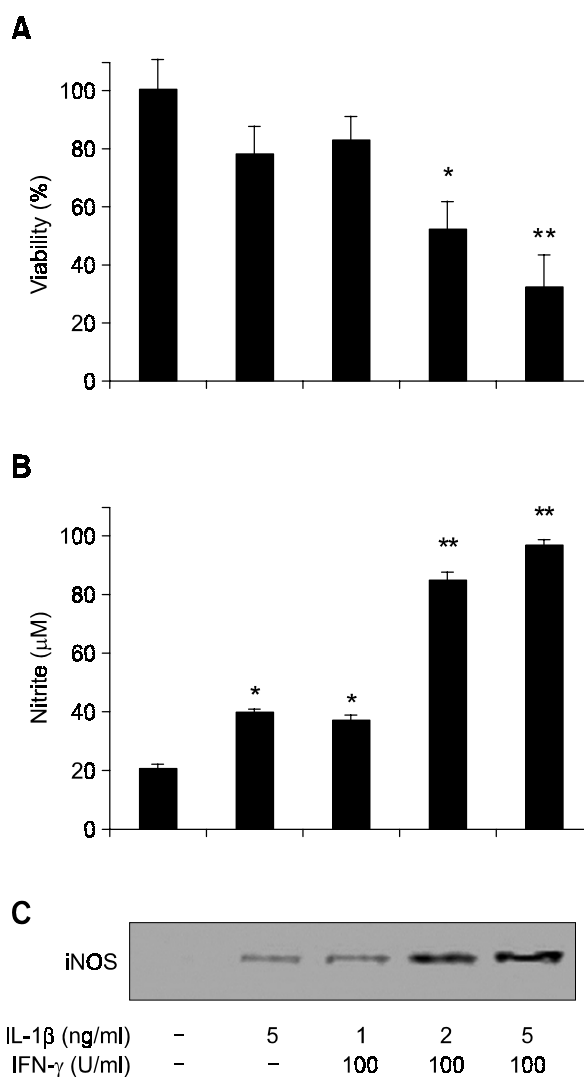 A
100
80
60
40
20
0
Viability (%)
*
**
B
100
80
60
40
20
0
Nitrite (μM)
*
*
**
**
C
iNOS
IL-1β (ng/ml) – 5 1 2 5
IFN-γ (U/ml) – – 100 100 100